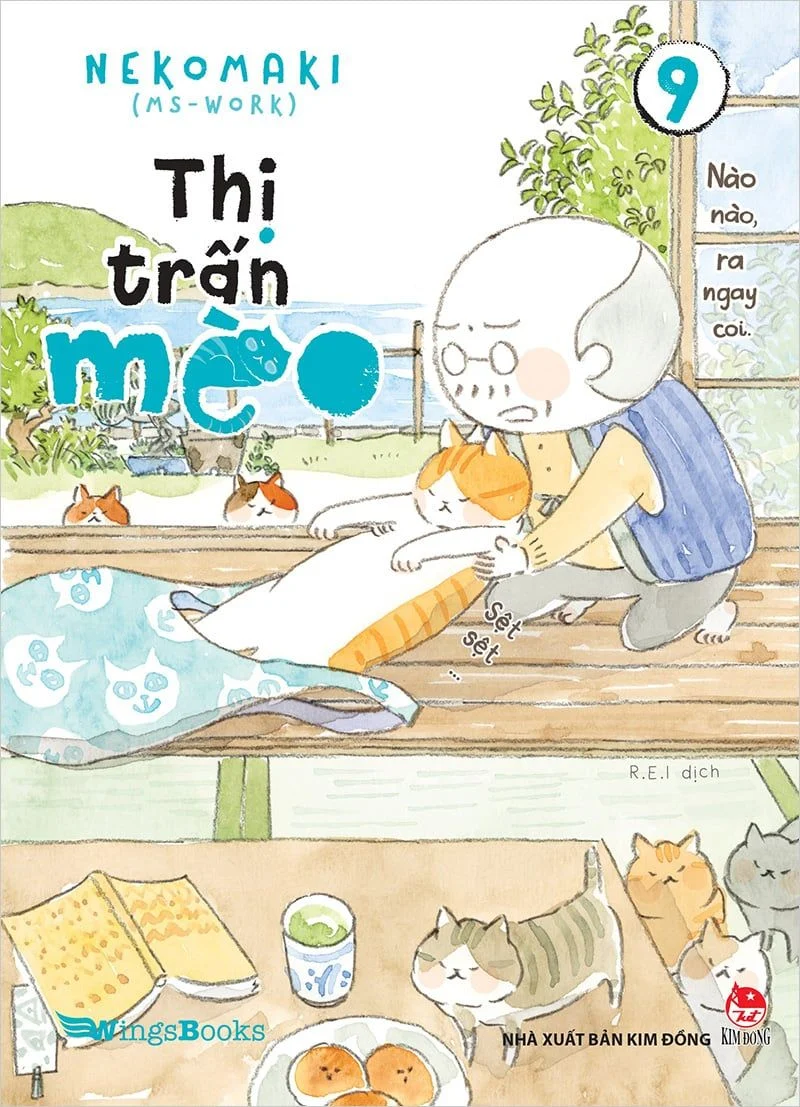 NEKOMAKI
(MS-WORK)
9
Thị
trấn
mèo
Nào
nào,
ra
ngay
coi.
Sệt
sệt
...
R.E.I dịch
WingsBooks
NHÀ XUẤT BẢN KIM ĐỒNG
KIM ĐỒNG